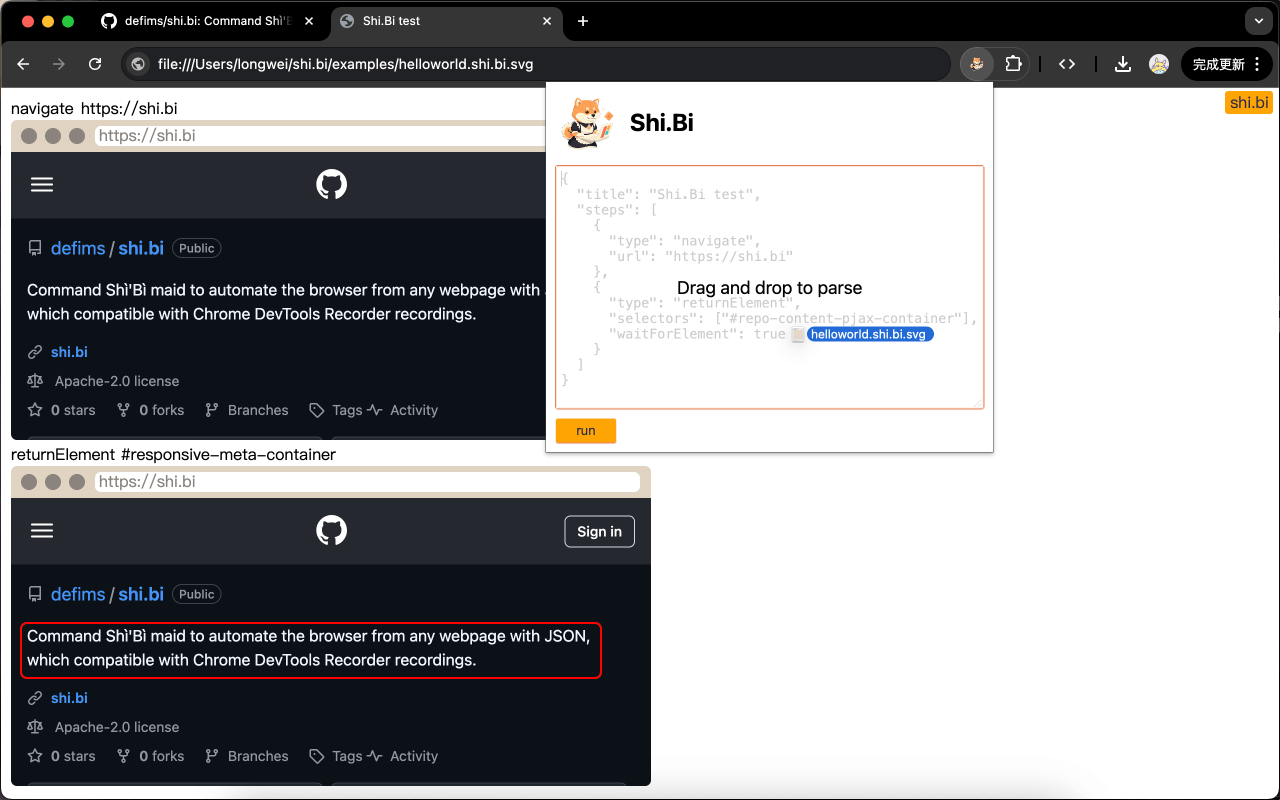 defims/shi.bi: Command Shì'B
Shi.Bi test
file:///Users/longwei/shi.bi/examples/helloworld.shi.bi.svg
完成更新
navigate https://shi.bi
shi.bi
https://shi.bi
defims / shi.bi Public
Command Shì'Bì maid to automate the browser from any webpage with
which compatible with Chrome DevTools Recorder recordings.
shi.bi
Apache-2.0 license
0 stars 0 forks Branches Tags Activity
Shi.Bi
{
"title": "Shi.Bi test",
"steps": [
{
"type": "navigate",
"url": "https://shi.bi"
},
{
Drag and drop to parse
"type": "returnElement",
"selectors": ["#repo-content-pjax-container"],
"waitForElement": true
helloworld.shi.bi.svg
}
]
}
run
returnElement #responsive-meta-container
https://shi.bi
Sign in
defims / shi.bi Public
Command Shì'Bì maid to automate the browser from any webpage with JSON,
which compatible with Chrome DevTools Recorder recordings.
shi.bi
Apache-2.0 license
0 stars 0 forks Branches Tags Activity